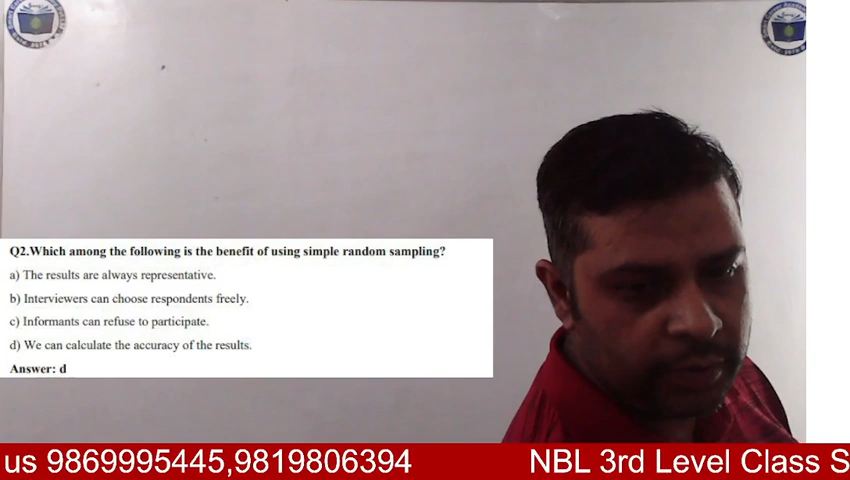 Q2.Which among the following is the benefit of using simple random sampling?
a) The results are always representative.
b) Interviewers can choose respondents freely.
c) Informants can refuse to participate.
d) We can calculate the accuracy of the results.
Answer: d
us 9869995445,9819806394 NBL 3rd Level Class S